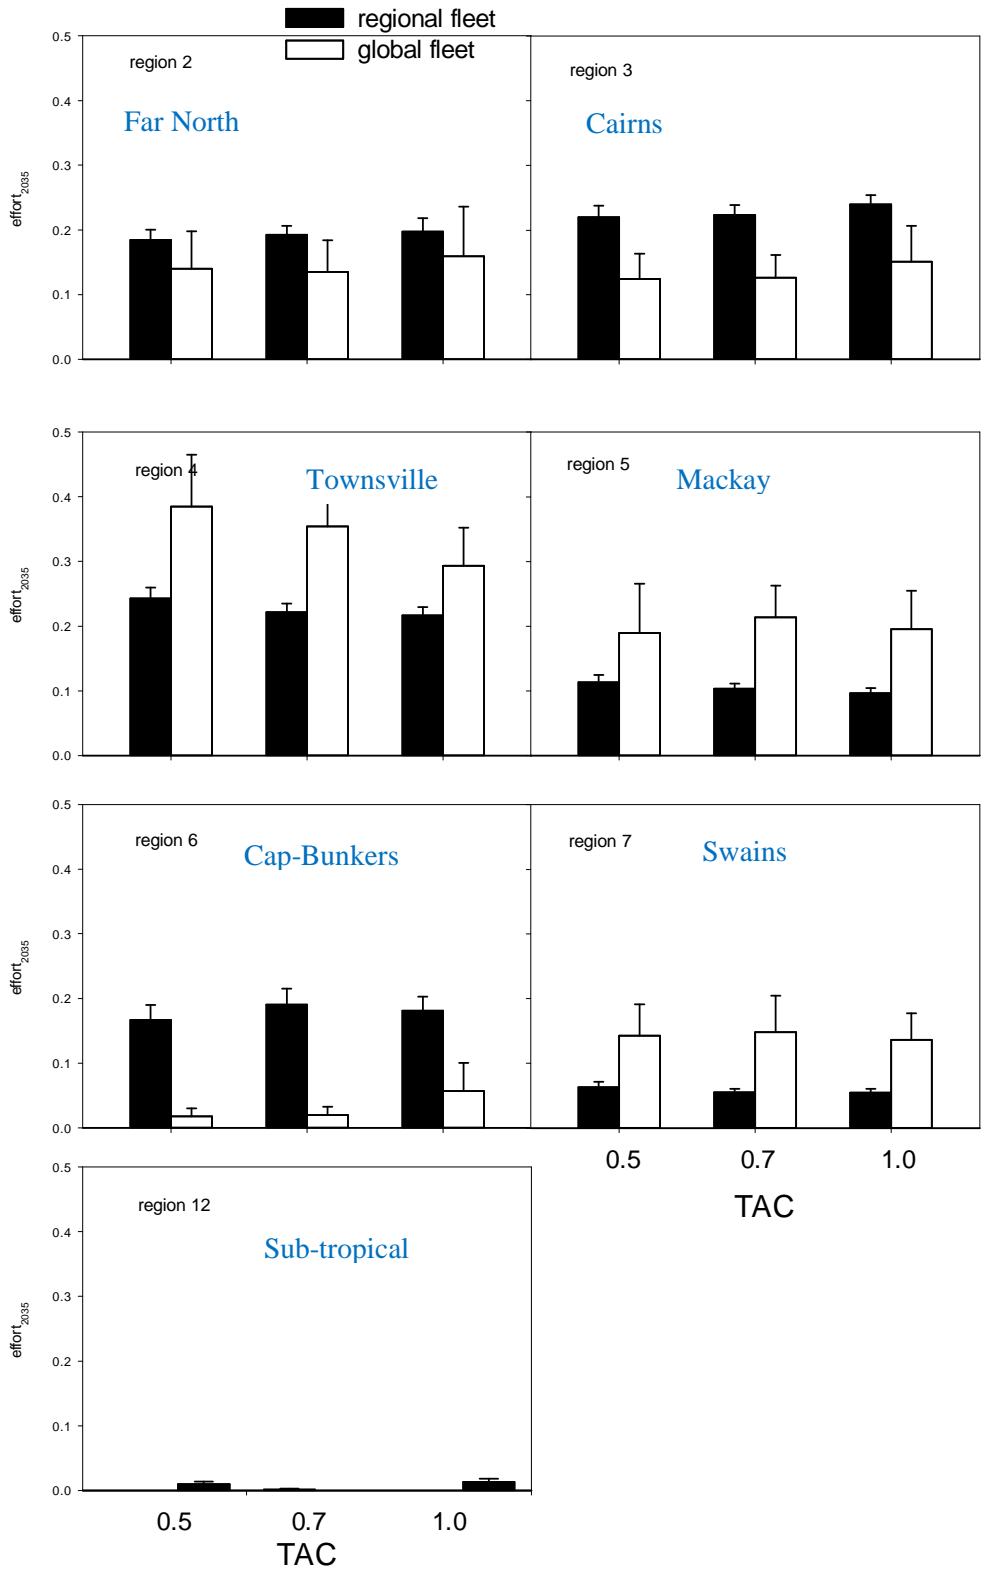 regional fleet
global fleet
0.5
0.4
0.3
0.2
0.1
0.0
effort2035
region 2
Far North
region 3
Cairns
0.5
0.4
0.3
0.2
0.1
0.0
effort2035
region 4
Townsville
region 5
Mackay
0.5
0.4
0.3
0.2
0.1
0.0
effort2035
region 6
Cap-Bunkers
region 7
Swains
0.5 0.7 1.0
TAC
0.5
0.4
0.3
0.2
0.1
0.0
effort2035
region 12
Sub-tropical
0.5 0.7 1.0
TAC